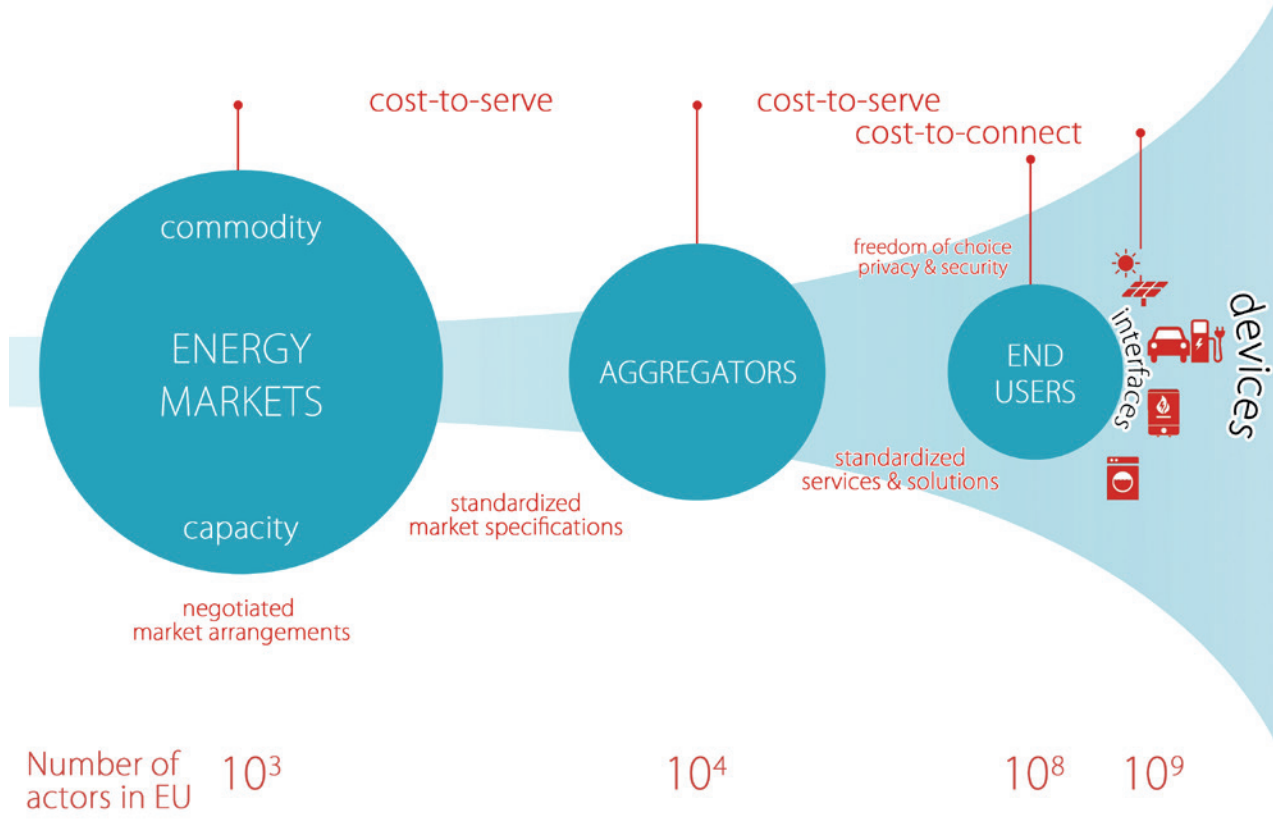 cost-to-serve
cost-to-serve
cost-to-connect
commodity
ENERGY
MARKETS
capacity
negotiated
market arrangements
standardized
market specifications
AGGREGATORS
freedom of choice
privacy & security
standardized
services & solutions
END
USERS
interfaces
devices
Number of
actors in EU
10³
10⁴
10⁸
10⁹